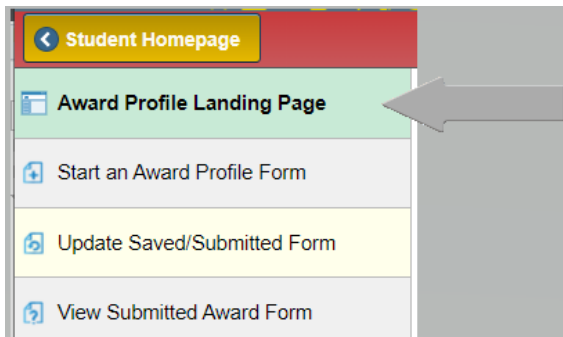 Student Homepage
Award Profile Landing Page
Start an Award Profile Form
Update Saved/Submitted Form
View Submitted Award Form